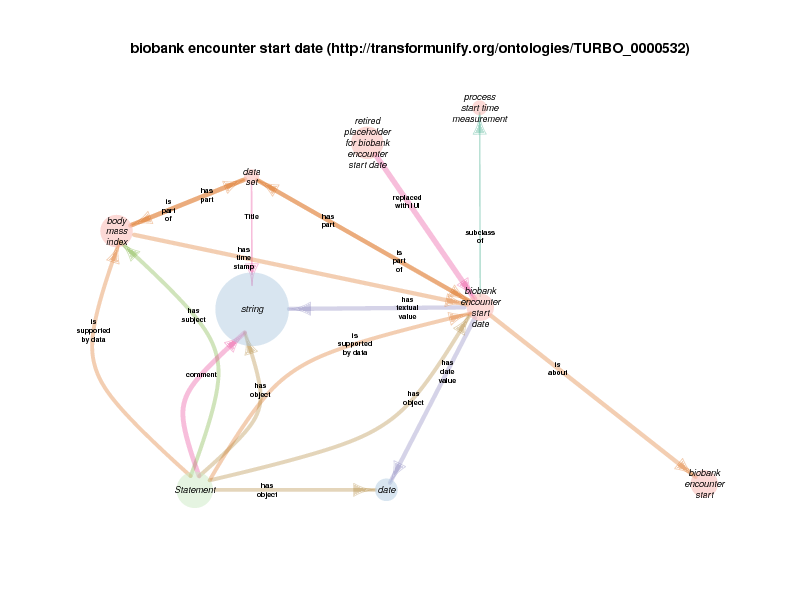 biobank encounter start date (http://transformunify.org/ontologies/TURBO_0000532)
process
start time
measurement
retired
placeholder
for biobank
encounter
start date
data
set
has
part
is
part
of
replaced
with IUI
Title
has
part
body
mass
index
subclass
of
has
time
stamp
is
part
of
biobank
encounter
start
date
string
has
textual
value
has
subject
is
supported
by data
is
supported
by data
has
date
value
is
about
comment
has
object
has
object
biobank
encounter
start
Statement
has
object
date